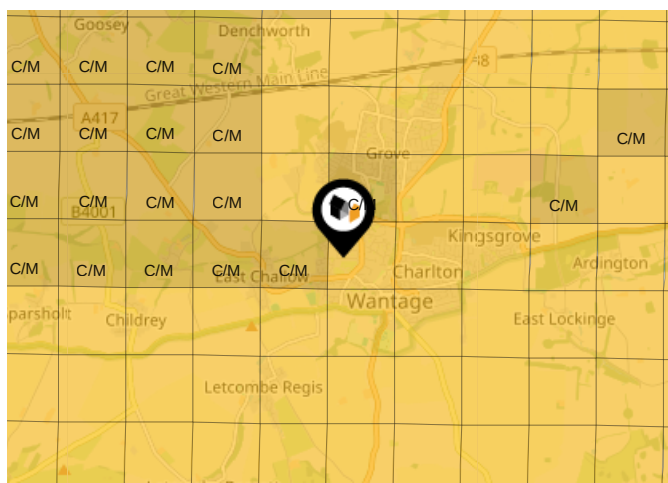 Goosey
Denchworth
C/M C/M C/M C/M
Great Western Main Line
A417
C/M C/M C/M C/M
C/M
Grove
C/M C/M C/M C/M
C/M
B4001
Kingsgrove
C/M C/M C/M C/M C/M
East Challow
Charlton
Ardington
Wantage
Childrey
East Lockinge
Letcombe Regis